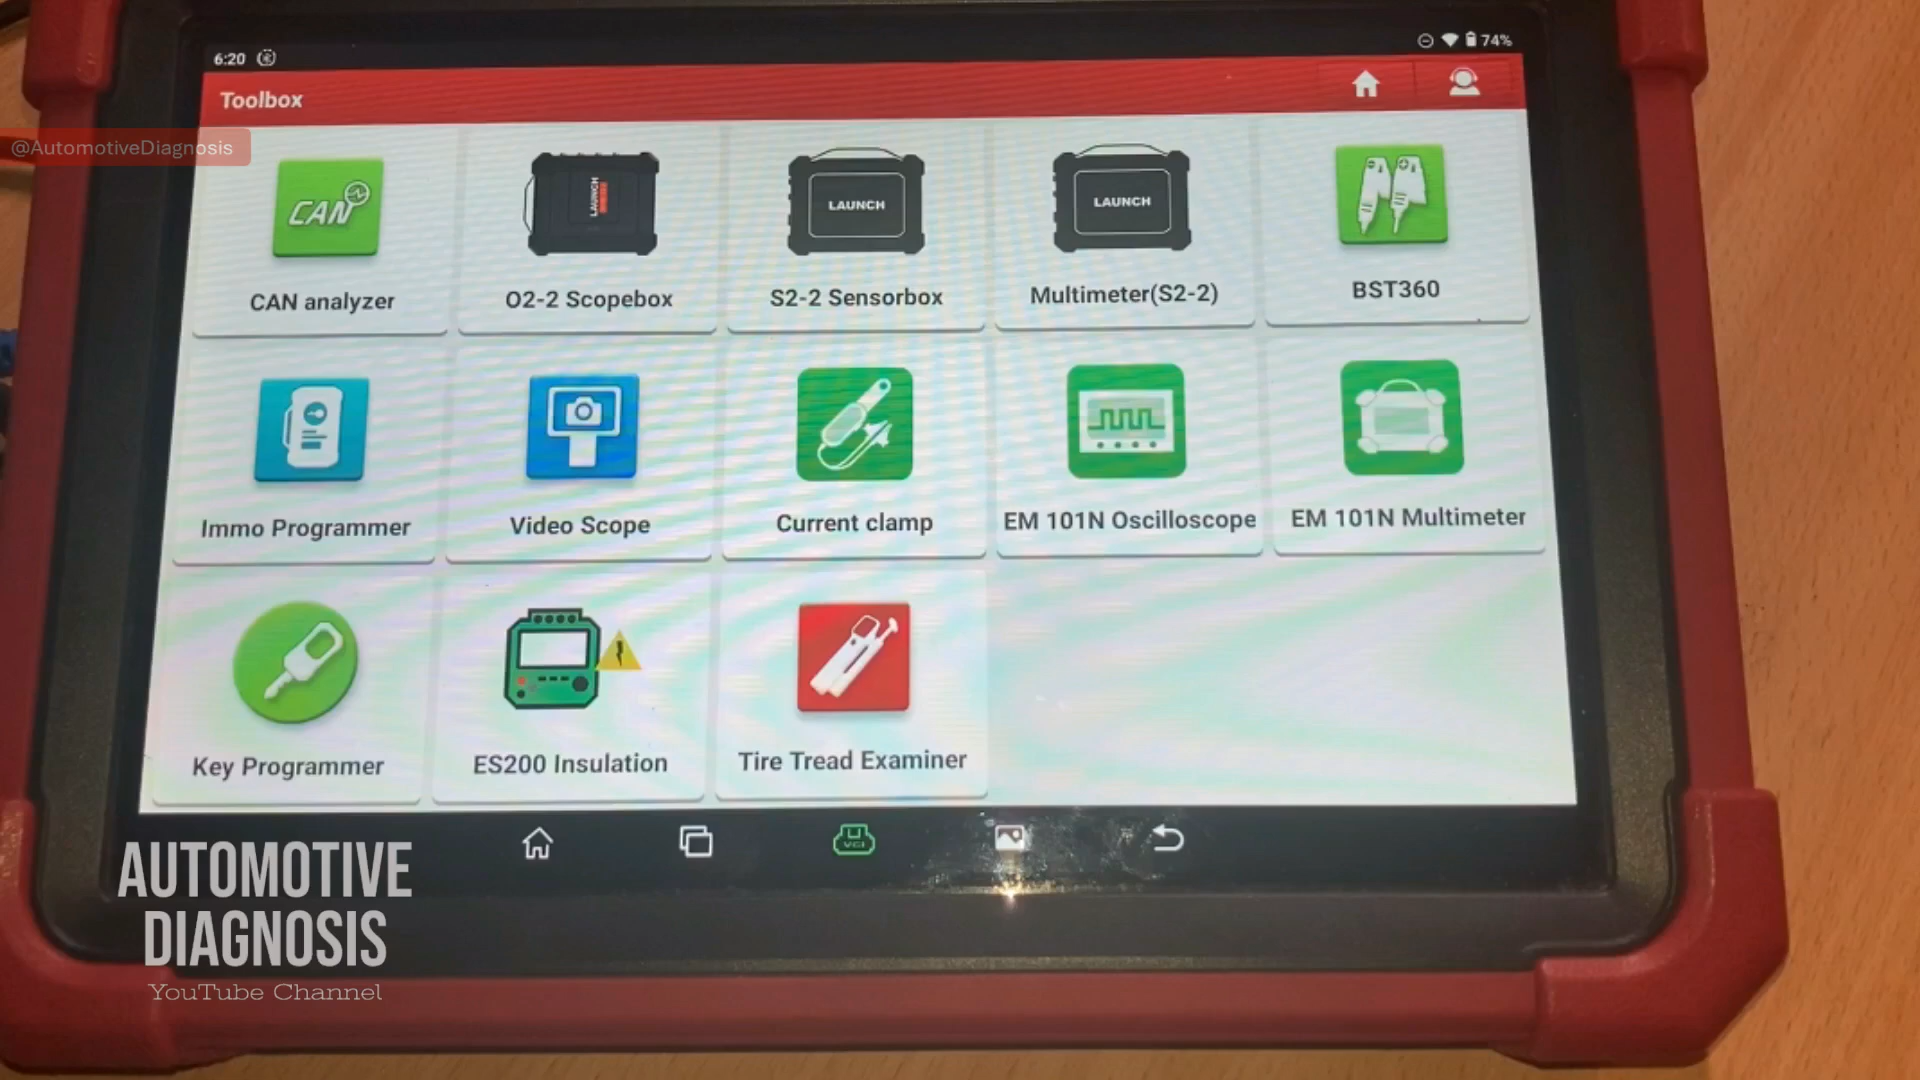 6:20
74%
Toolbox
@AutomotiveDiagnosis
CAN
LAUNCH
LAUNCH
LAUNCH
CAN analyzer
O2-2 Scopebox
S2-2 Sensorbox
Multimeter(S2-2)
BST360
Immo Programmer
Video Scope
Current clamp
EM 101N Oscilloscope
EM 101N Multimeter
Key Programmer
ES200 Insulation
Tire Tread Examiner
VCI
AUTOMOTIVE
DIAGNOSIS
YouTube Channel